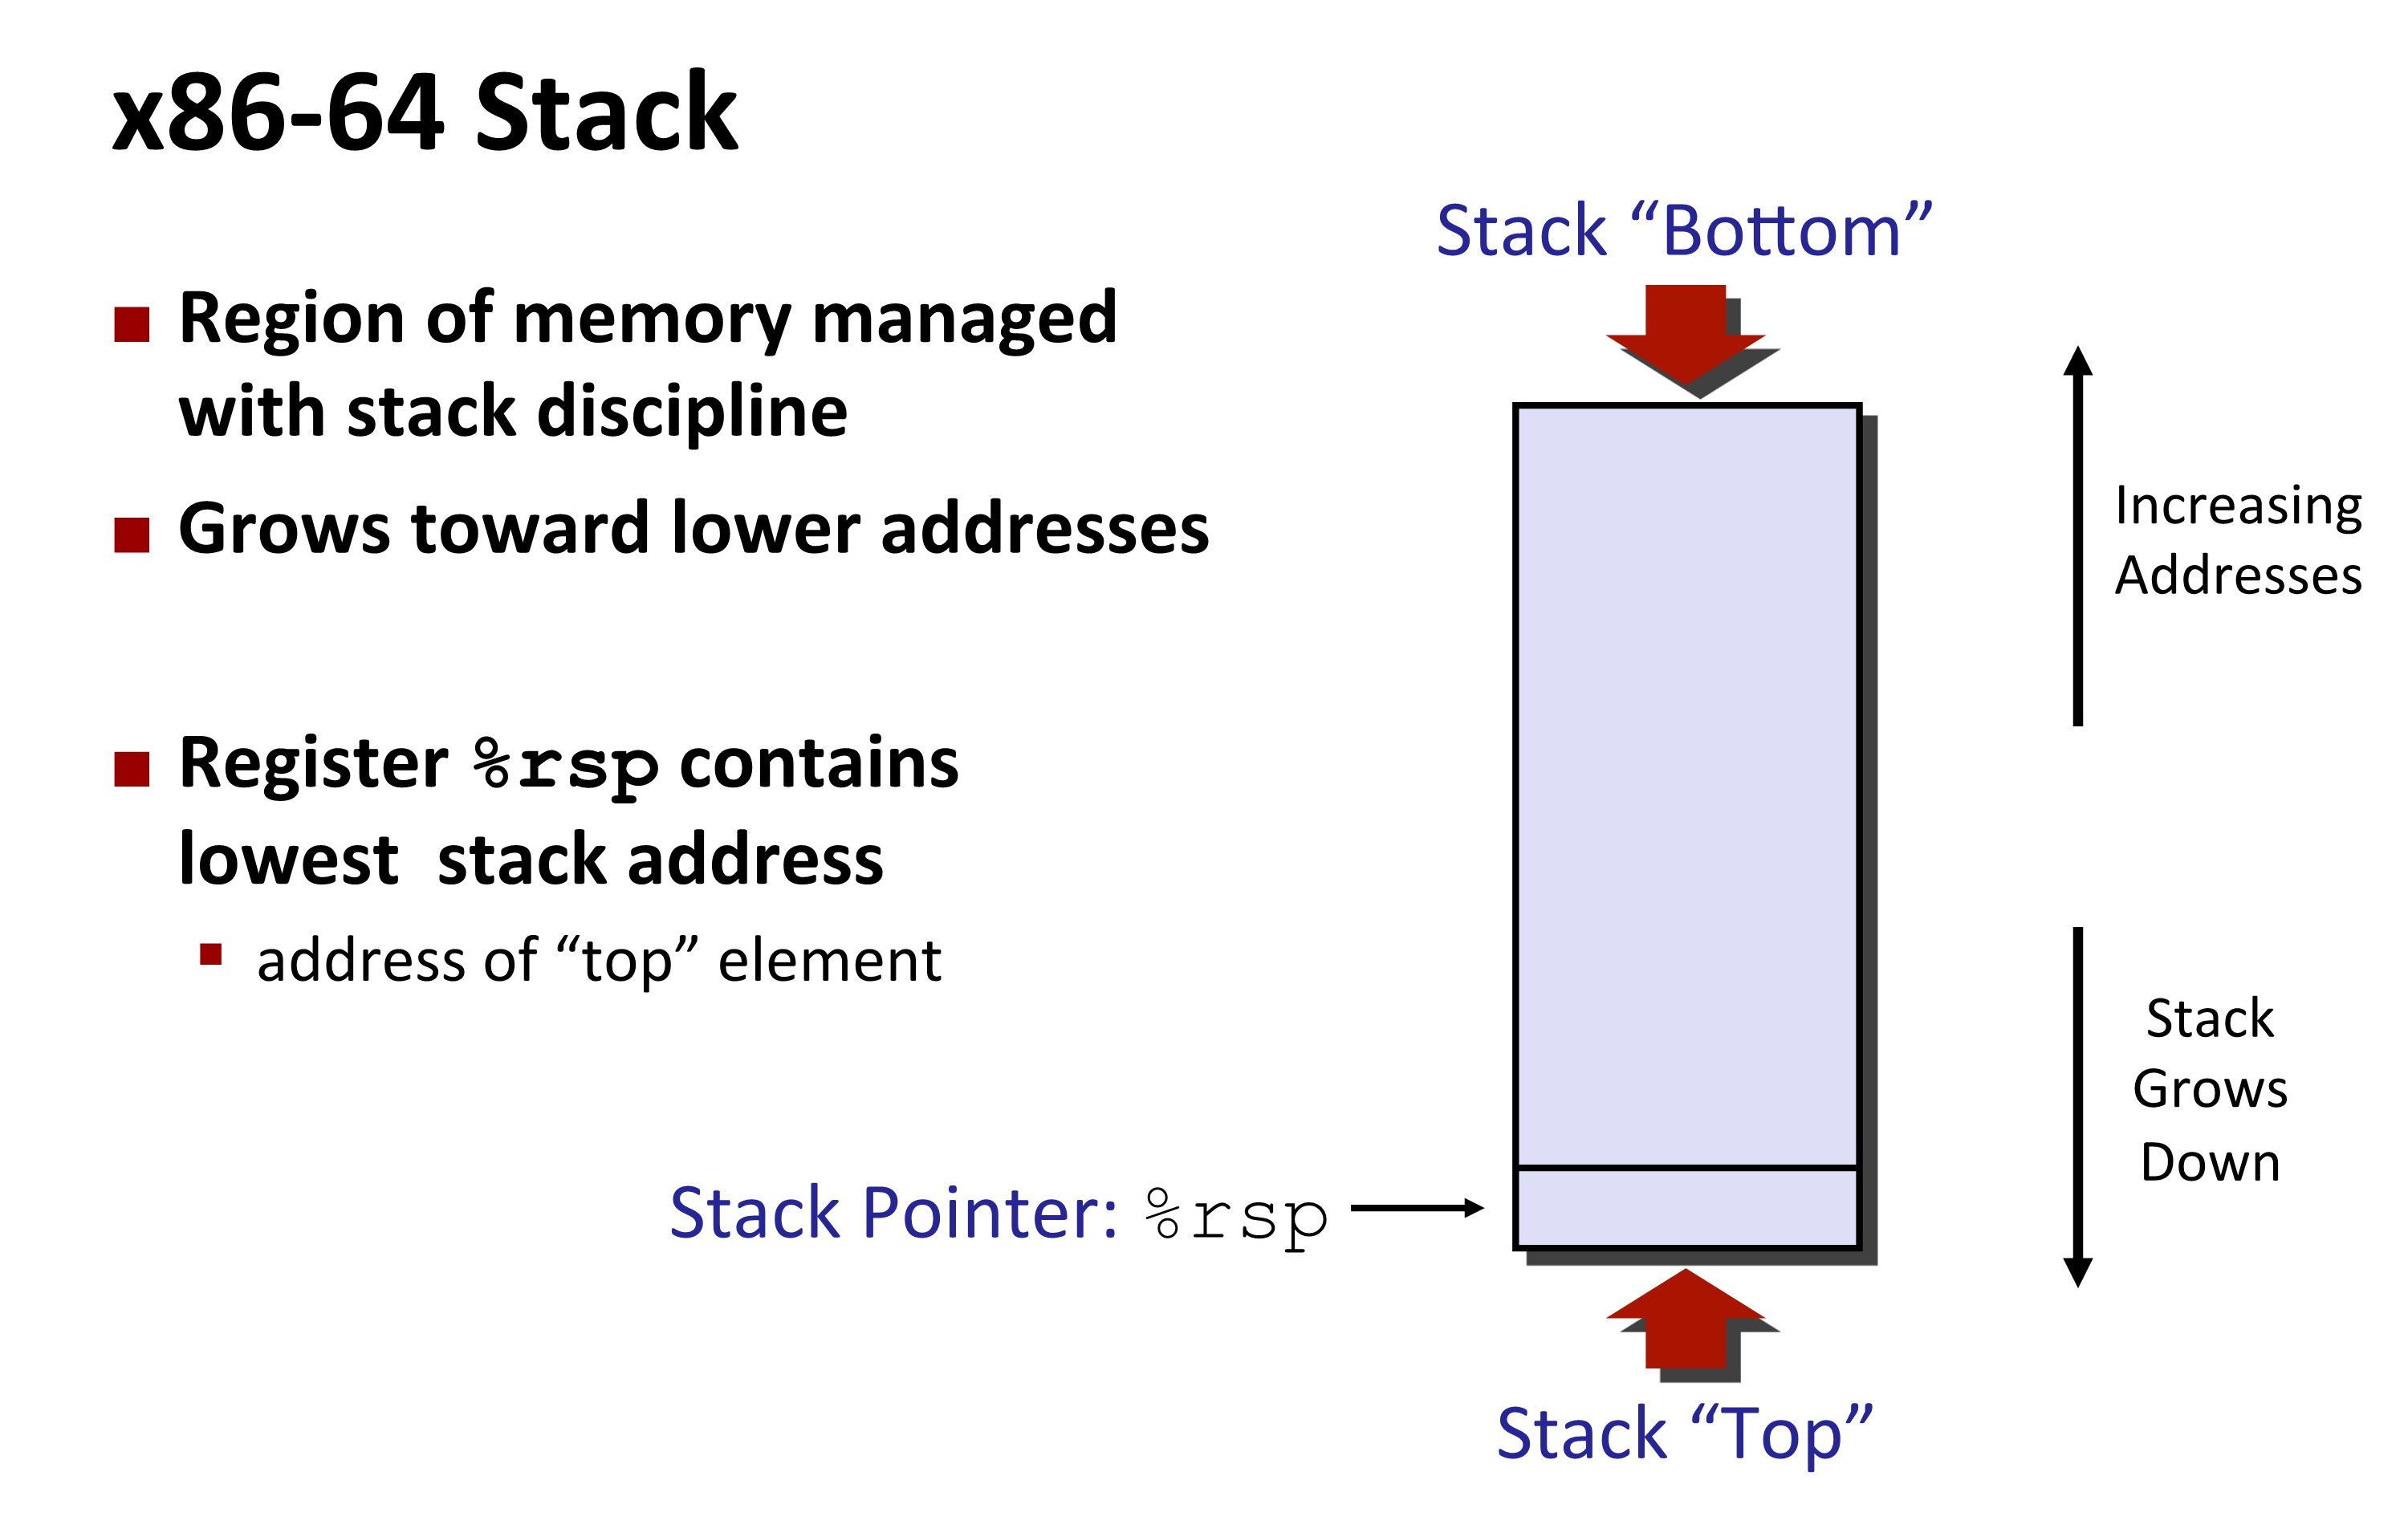 x86-64 Stack
Region of memory managed
with stack discipline
Grows toward lower addresses
Register %rsp contains
lowest  stack address
address of “top” element
Stack Pointer: %rsp
Stack “Bottom”
Increasing
Addresses
Stack
Grows
Down
Stack “Top”